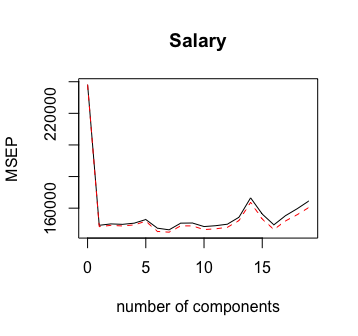 Salary
MSEP
220000
160000
0 5 10 15
number of components